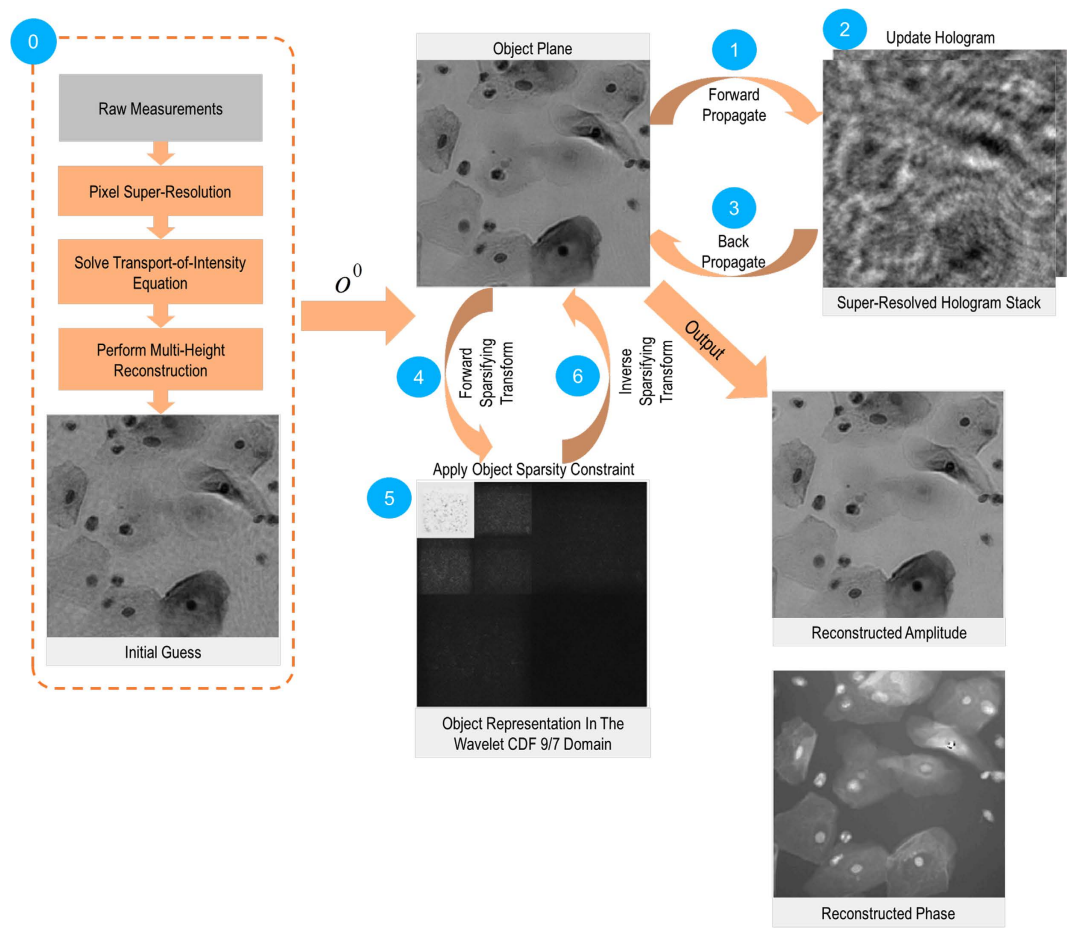 0
Raw Measurements
Pixel Super-Resolution
Solve Transport-of-Intensity
Equation
Perform Multi-Height
Reconstruction
Initial Guess
o⁰
Object Plane
1
Forward
Propagate
2
Update Hologram
3
Back
Propagate
Super-Resolved Hologram Stack
4
Forward
Sparsifying
Transform
6
Inverse
Sparsifying
Transform
Output
5
Apply Object Sparsity Constraint
Object Representation In The
Wavelet CDF 9/7 Domain
Reconstructed Amplitude
Reconstructed Phase